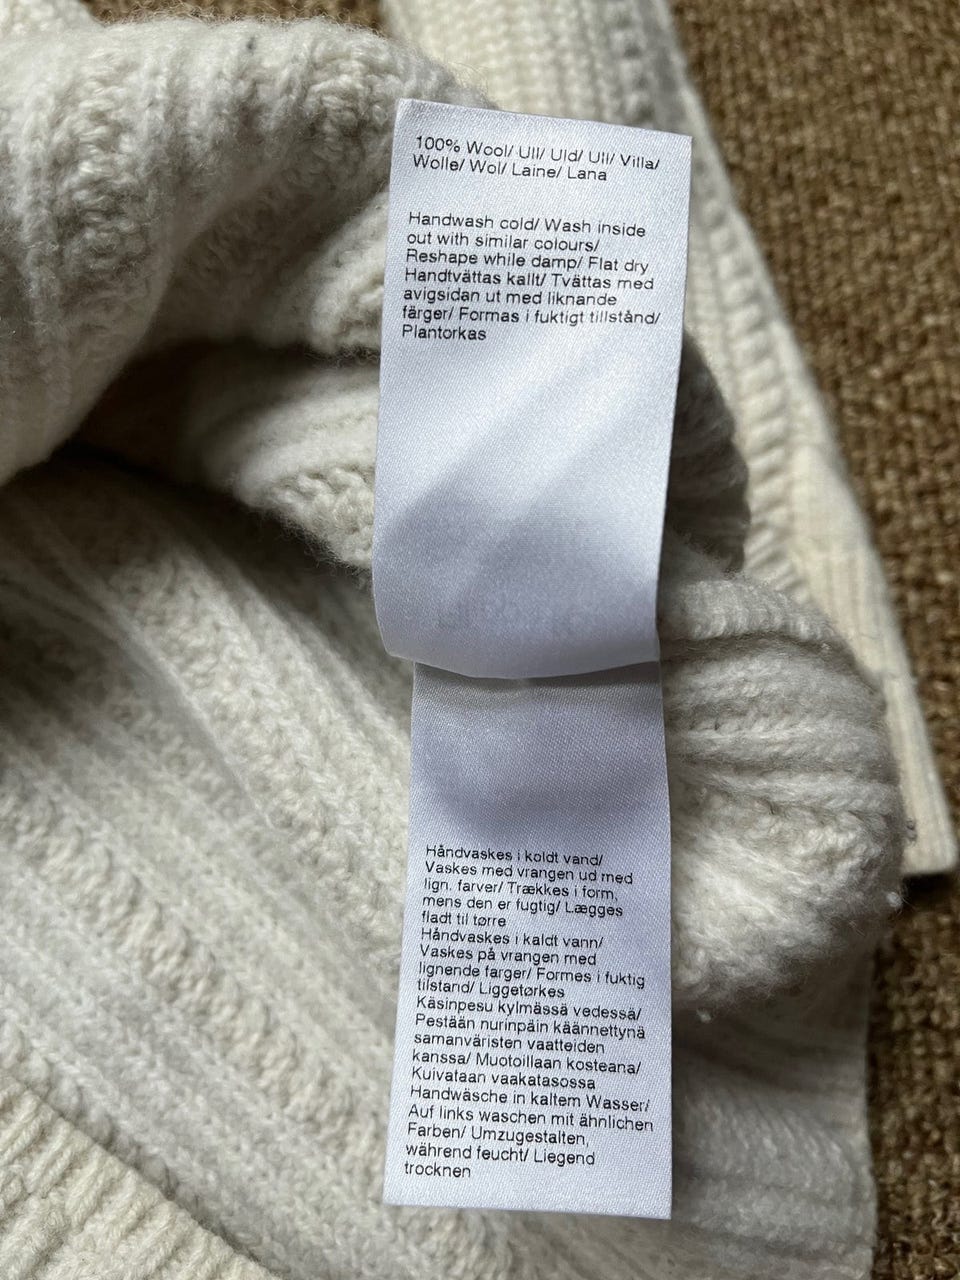 100% Wool/ Ull/ Uld/ Ull/ Villa/
Wolle/ Wol/ Laine/ Lana
Handwash cold/ Wash inside
out with similar colours/
Reshape while damp/ Flat dry
Handtvättas kallt/ Tvättas med
avigsidan ut med liknande
färger/ Formas i fuktigt tillstånd/
Plantorkas
Håndvaskes i koldt vand/
Vaskes med vrangen ud med
lign. farver/ Trækkes i form,
mens den er fugtig/ Lægges
fladt til tørre
Håndvaskes i kaldt vann/
Vaskes på vrangen med
lignende farger/ Formes i fuktig
tilstand/ Liggetørkes
Käsinpesu kylmässä vedessä/
Pestään nurinpäin käännettynä
samanväristen vaatteiden
kanssa/ Muotoillaan kosteana/
Kuivataan vaakatasossa
Handwäsche in kaltem Wasser/
Auf links waschen mit ähnlichen
Farben/ Umzugestalten,
während feucht/ Liegend
trocknen